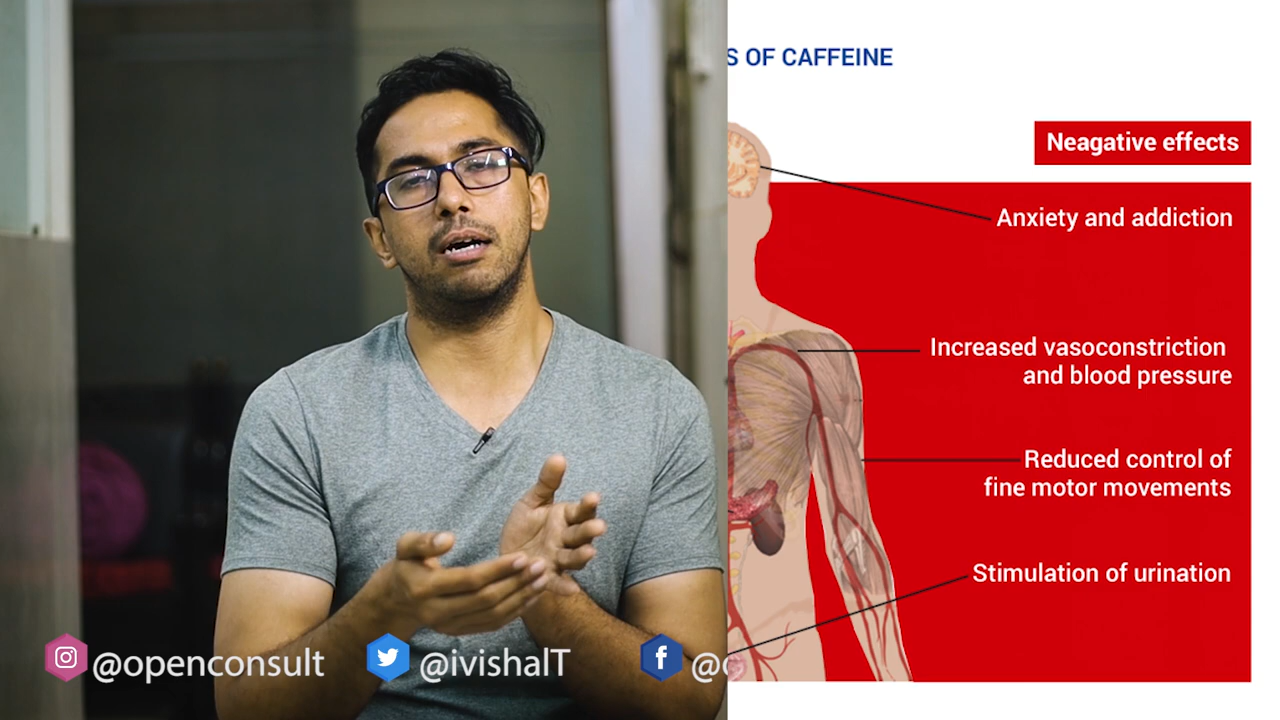 S OF CAFFEINE
Neagative effects
Anxiety and addiction
Increased vasoconstriction
and blood pressure
Reduced control of
fine motor movements
Stimulation of urination
@openconsult
@ivishalT
@